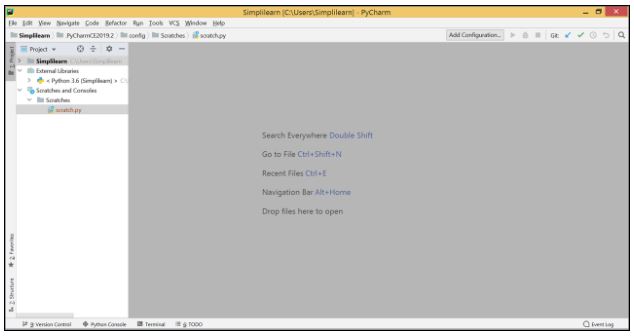 Simplilearn [C:\Users\Simplilearn] - PyCharm
File Edit View Navigate Code Refactor Run Tools VCS Window Help
Simplilearn PyCharmCE2019.2 config Scratches scratch.py Add Configuration... Git:
1: Project
Project
Simplilearn C:\Users\Simplilearn
External Libraries
< Python 3.6 (Simplilearn) > C:\
Scratches and Consoles
Scratches
scratch.py
Search Everywhere Double Shift
Go to File Ctrl+Shift+N
Recent Files Ctrl+E
Navigation Bar Alt+Home
Drop files here to open
2: Favorites
Z: Structure
9: Version Control Python Console Terminal 6: TODO Event Log